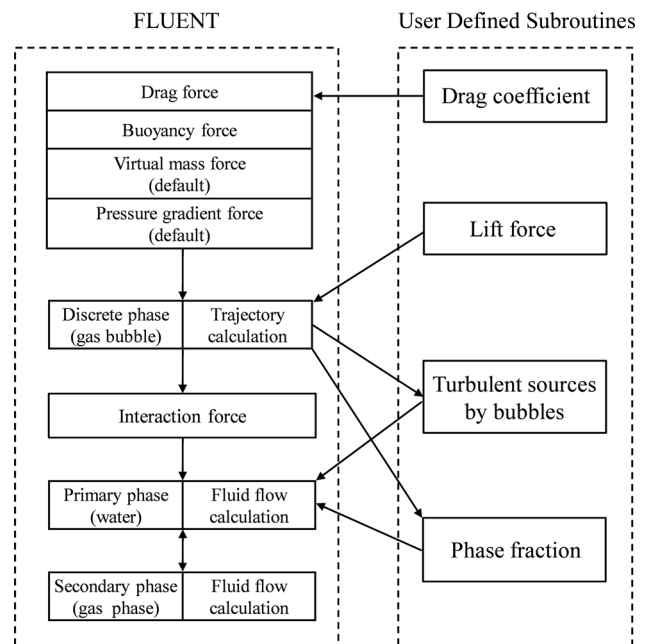 FLUENT
User Defined Subroutines
Drag force
Buoyancy force
Virtual mass force
(default)
Pressure gradient force
(default)
Drag coefficient
Lift force
Discrete phase
(gas bubble)
Trajectory
calculation
Turbulent sources
by bubbles
Interaction force
Primary phase
(water)
Fluid flow
calculation
Phase fraction
Secondary phase
(gas phase)
Fluid flow
calculation